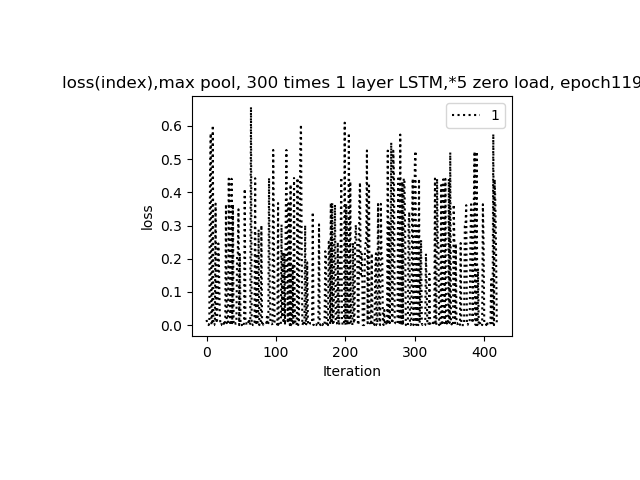 loss(index),max pool, 300 times 1 layer LSTM,*5 zero load, epoch119
1
0.6
0.5
0.4
0.3
0.2
0.1
0.0
loss
0 100 200 300 400
Iteration